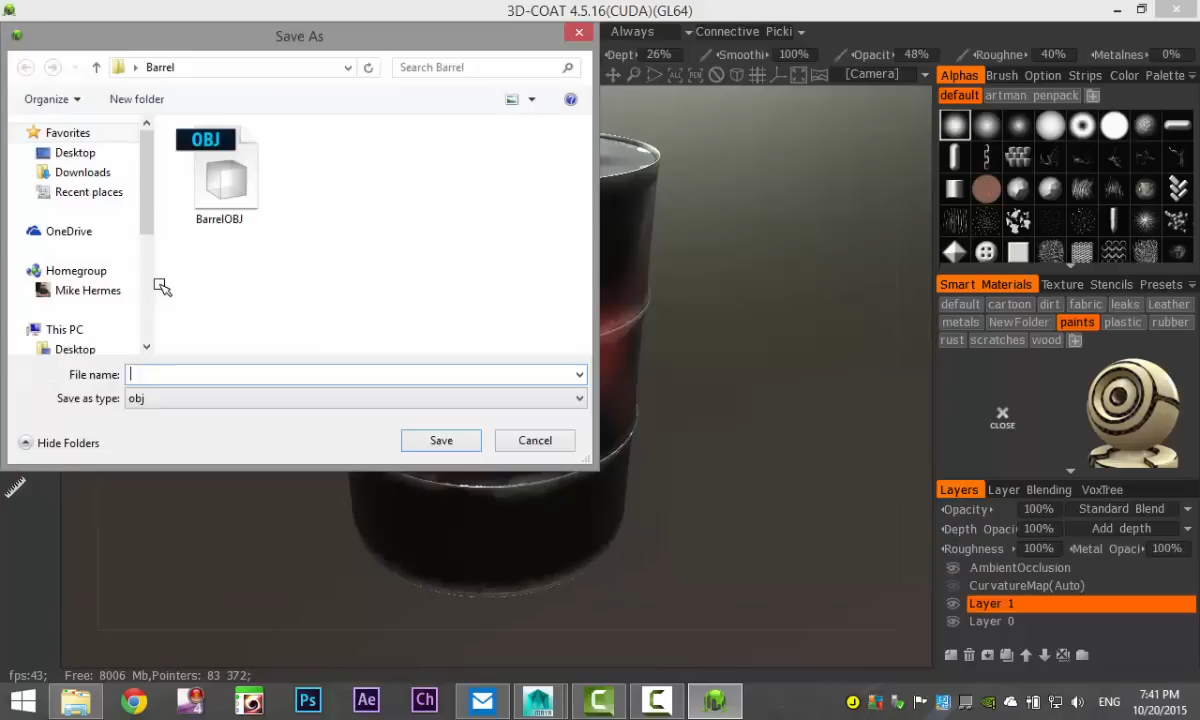 3D-COAT 4.5.16(CUDA)(GL64)
Save As
Always
Connective Picki
Dept 26%
Smoothi 100%
Opacit 48%
Roughne 40%
Metalnes 0%
Barrel
Search Barrel
[Camera]
Alphas Brush Option Strips Color Palette
default artman penpack
Organize
New folder
Favorites
Desktop
Downloads
Recent places
OneDrive
Homegroup
Mike Hermes
This PC
Desktop
OBJ
BarrelOBJ
File name:
Save as type: obj
Hide Folders
Save
Cancel
Smart Materials Texture Stencils Presets
default cartoon dirt fabric leaks Leather
metals NewFolder paints plastic rubber
rust scratches wood
CLOSE
Layers Layer Blending VoxTree
Opacity 100% Standard Blend
Depth Opaci 100% Add depth
Roughness 100% Metal Opaci 100%
AmbientOcclusion
CurvatureMap(Auto)
Layer 1
Layer 0
fps:43; Free: 8006 Mb,Pointers: 83 372;
Ps
Ae
Ch
MAYA
ENG
7:41 PM
10/20/2015